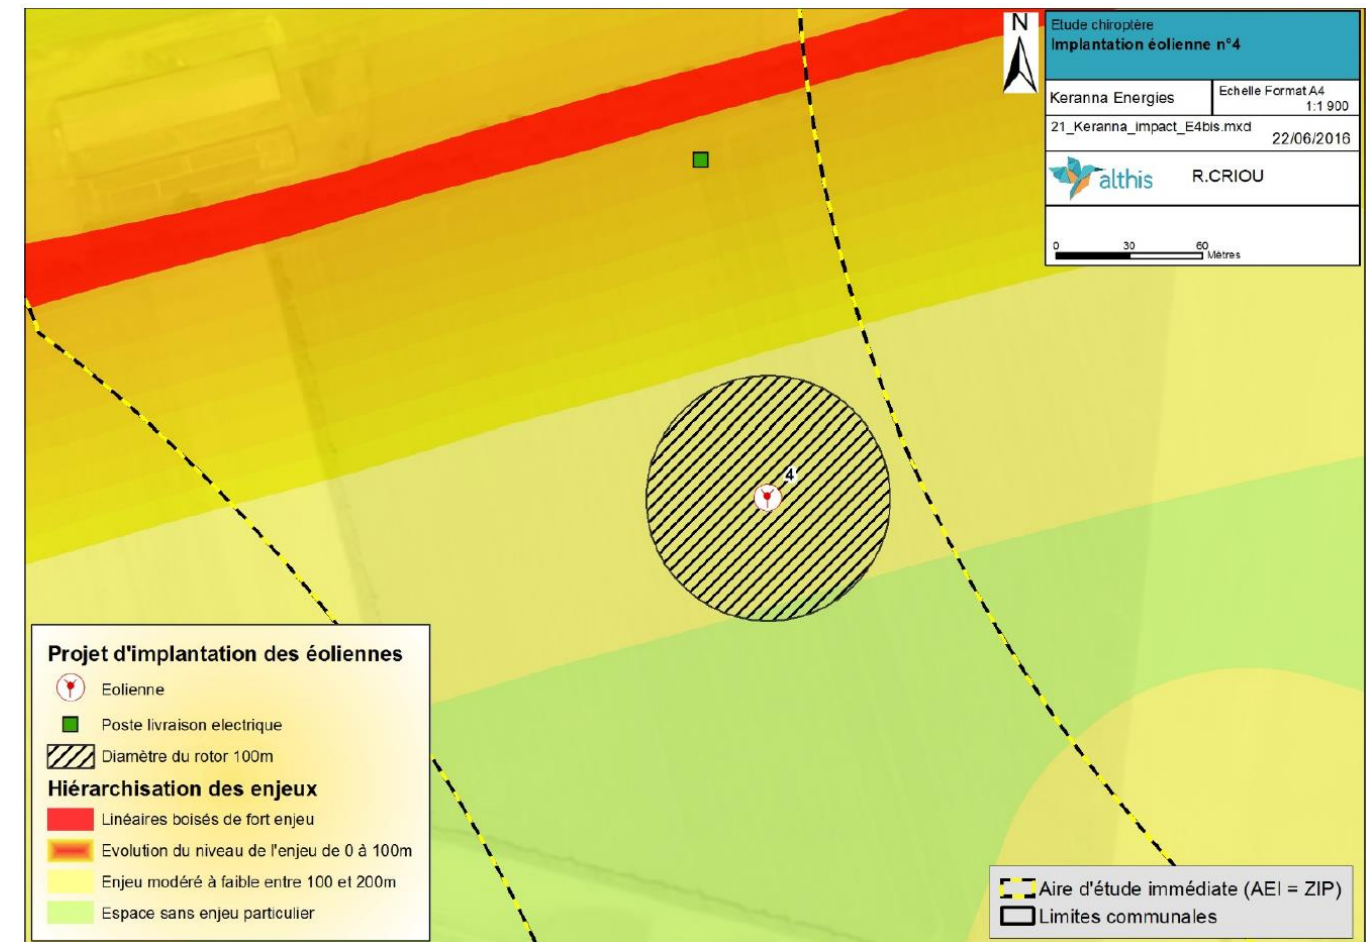 N
Etude chiroptère
Implantation éolienne n°4
Keranna Energies
Echelle Format A4
1:1 900
21_Keranna_impact_E4bis.mxd
22/06/2016
althis
R.CRIOU
0 30 60
Mètres
4
Projet d'implantation des éoliennes
Eolienne
Poste livraison electrique
Diamètre du rotor 100m
Hiérarchisation des enjeux
Linéaires boisés de fort enjeu
Evolution du niveau de l'enjeu de 0 à 100m
Enjeu modéré à faible entre 100 et 200m
Espace sans enjeu particulier
Aire d'étude immédiate (AEI = ZIP)
Limites communales